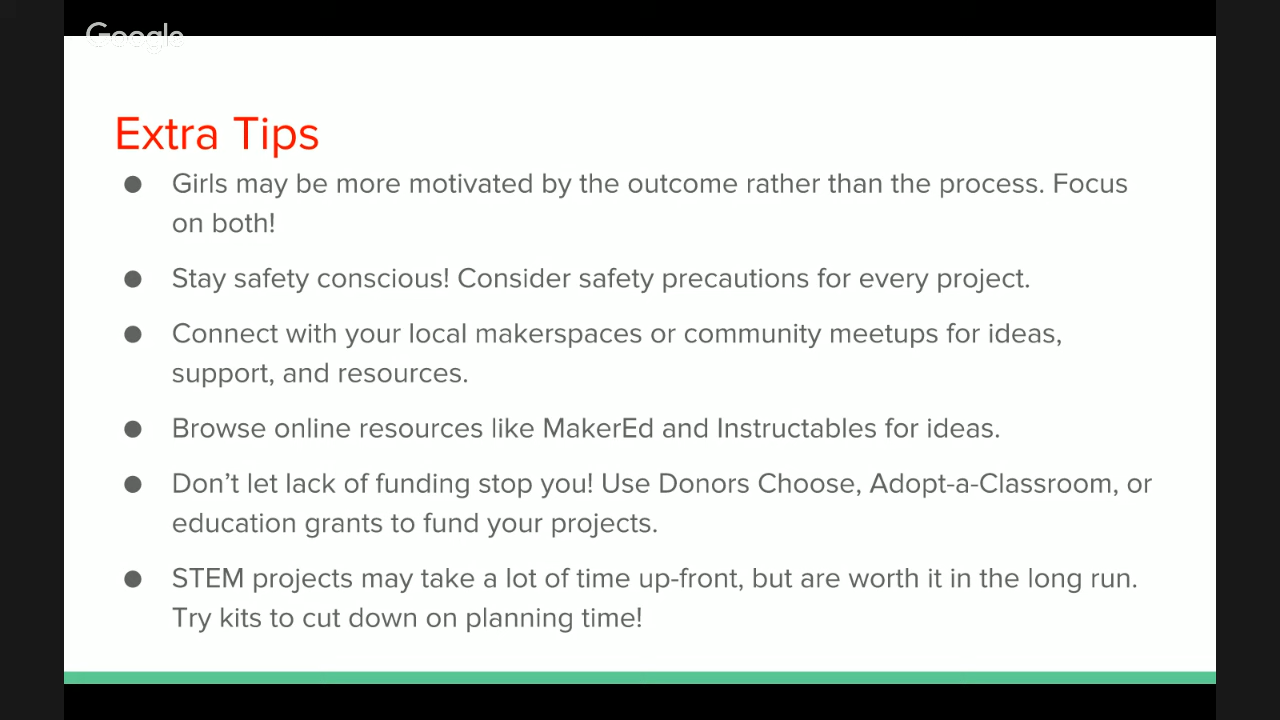 Google
Extra Tips
● Girls may be more motivated by the outcome rather than the process. Focus
on both!
● Stay safety conscious! Consider safety precautions for every project.
● Connect with your local makerspaces or community meetups for ideas,
support, and resources.
● Browse online resources like MakerEd and Instructables for ideas.
● Don’t let lack of funding stop you! Use Donors Choose, Adopt-a-Classroom, or
education grants to fund your projects.
● STEM projects may take a lot of time up-front, but are worth it in the long run.
Try kits to cut down on planning time!